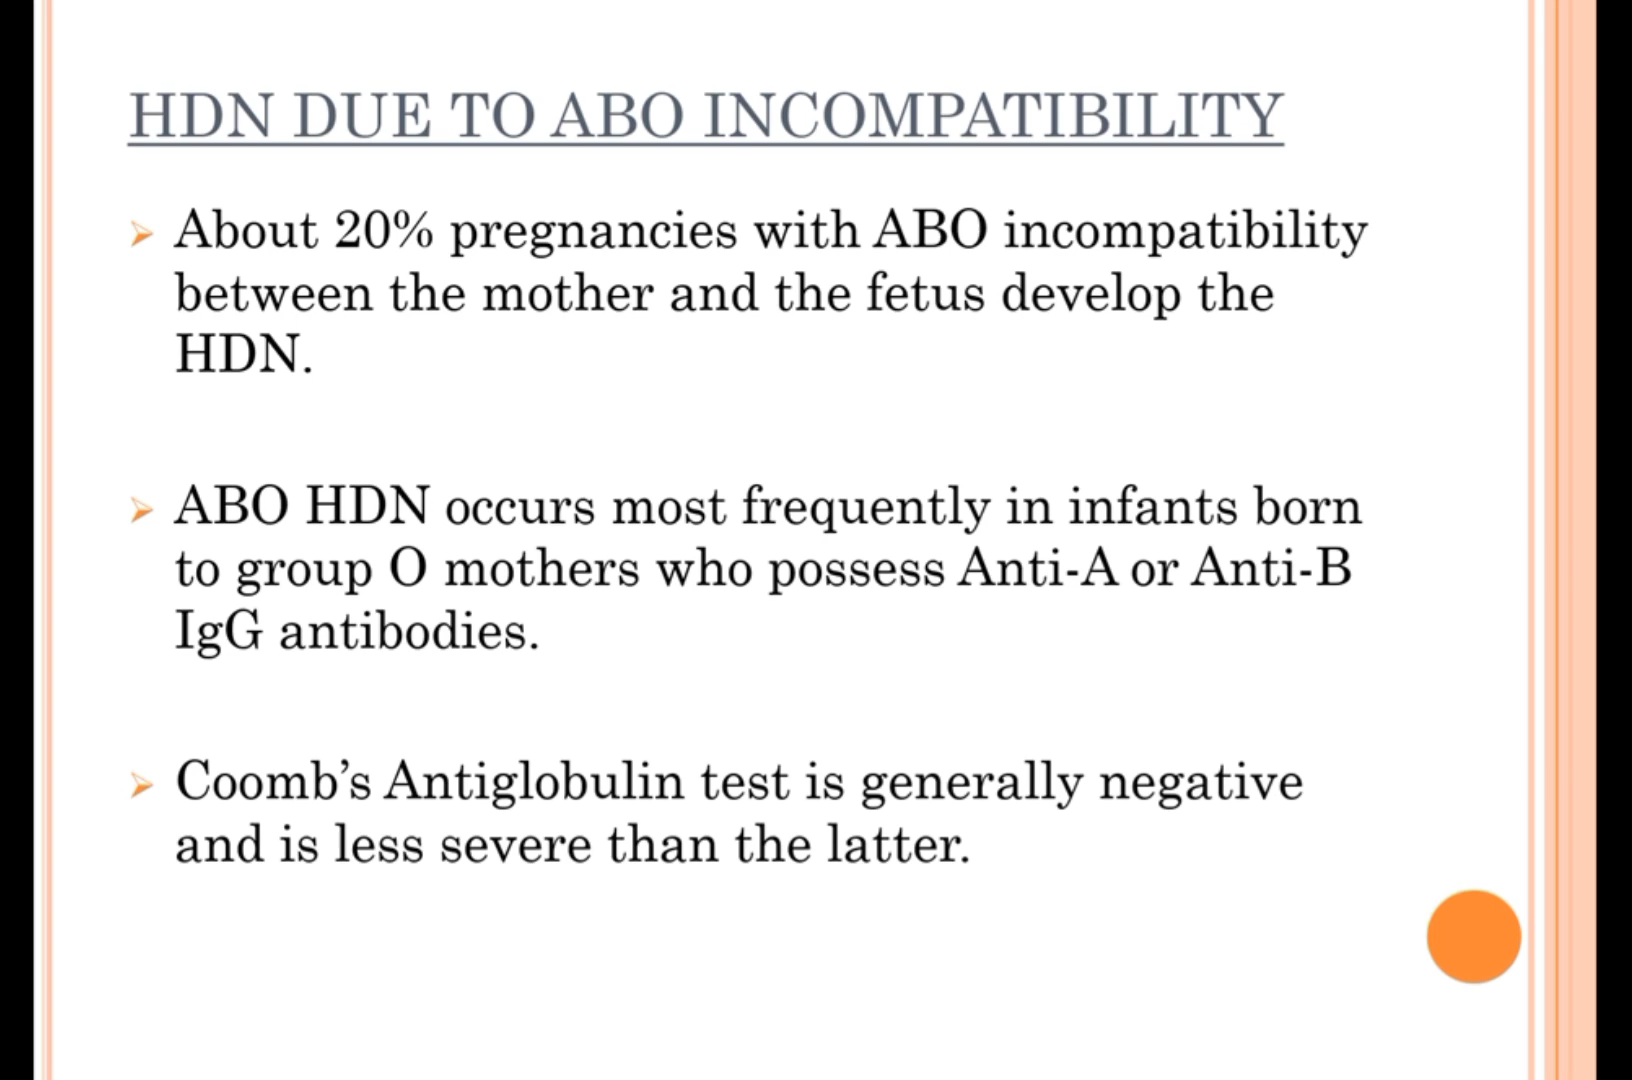 HDN DUE TO ABO INCOMPATIBILITY
About 20% pregnancies with ABO incompatibility
between the mother and the fetus develop the
HDN.
ABO HDN occurs most frequently in infants born
to group O mothers who possess Anti-A or Anti-B
IgG antibodies.
Coomb’s Antiglobulin test is generally negative
and is less severe than the latter.